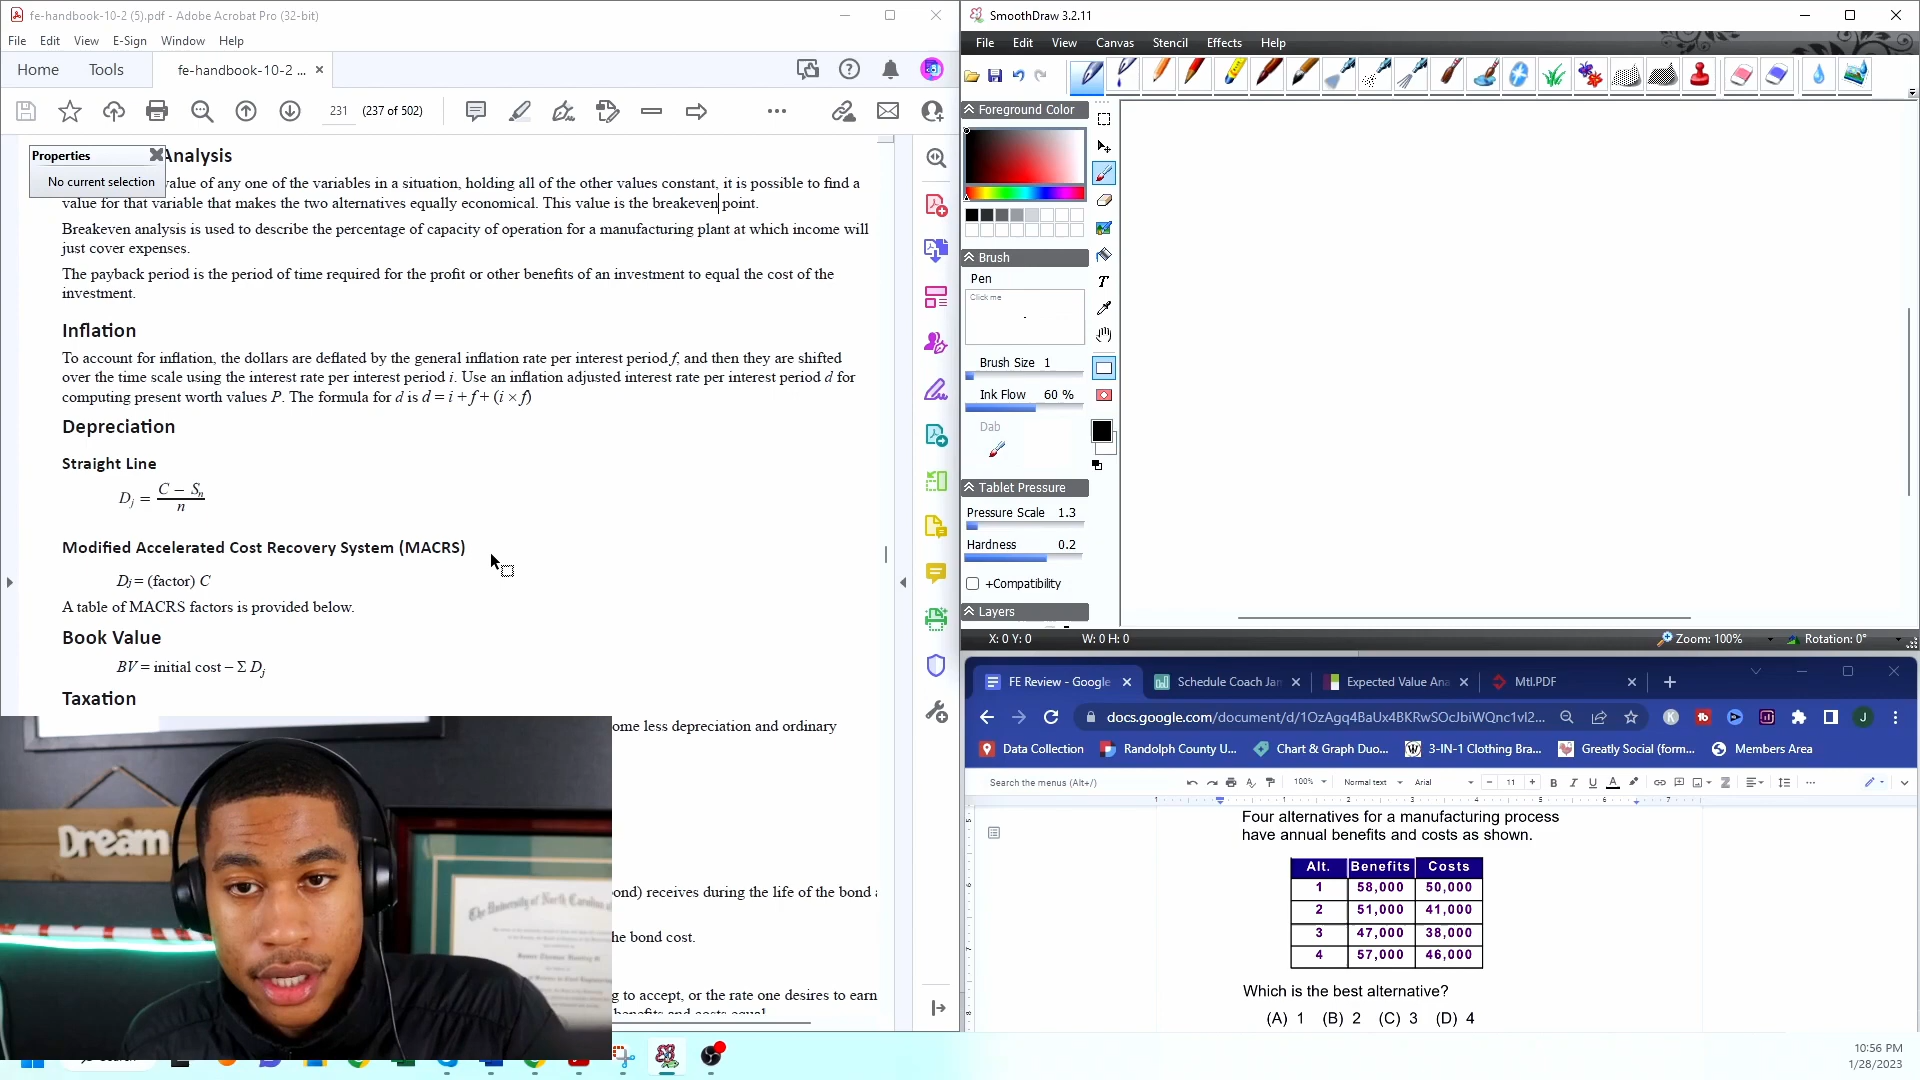 fe-handbook-10-2 (5).pdf - Adobe Acrobat Pro (32-bit)
File Edit View E-Sign Window Help
Home Tools fe-handbook-10-2 ... ×
231 (237 of 502)
Properties
No current selection
Analysis
value of any one of the variables in a situation, holding all of the other values constant, it is possible to find a
value for that variable that makes the two alternatives equally economical. This value is the breakeven point.
Breakeven analysis is used to describe the percentage of capacity of operation for a manufacturing plant at which income will
just cover expenses.
The payback period is the period of time required for the profit or other benefits of an investment to equal the cost of the
investment.
Inflation
To account for inflation, the dollars are deflated by the general inflation rate per interest period f, and then they are shifted
over the time scale using the interest rate per interest period i. Use an inflation adjusted interest rate per interest period d for
computing present worth values P. The formula for d is d = i + f + (i × f)
Depreciation
Straight Line
Dj = (C − Sn) / n
Modified Accelerated Cost Recovery System (MACRS)
Dj = (factor) C
A table of MACRS factors is provided below.
Book Value
BV = initial cost – Σ Dj
Taxation
ome less depreciation and ordinary
ond) receives during the life of the bond
he bond cost.
g to accept, or the rate one desires to earn
benefits and costs equal.
Dream
SmoothDraw 3.2.11
File Edit View Canvas Stencil Effects Help
Foreground Color
Brush
Pen
Click me
Brush Size 1
Ink Flow 60 %
Dab
Tablet Pressure
Pressure Scale 1.3
Hardness 0.2
+Compatibility
Layers
X: 0 Y: 0 W: 0 H: 0 Zoom: 100% Rotation: 0°
FE Review - Google Schedule Coach Jan Expected Value Ana Mtl.PDF
docs.google.com/document/d/1OzAgq4BaUx4BKRwSOcJbiWQnc1vl2...
Data Collection Randolph County U... Chart & Graph Duo... 3-IN-1 Clothing Bra... Greatly Social (form... Members Area
Search the menus (Alt+/) 100% Normal text Arial 11 B I U A
Four alternatives for a manufacturing process
have annual benefits and costs as shown.
Alt. Benefits Costs
1 58,000 50,000
2 51,000 41,000
3 47,000 38,000
4 57,000 46,000
Which is the best alternative?
(A) 1 (B) 2 (C) 3 (D) 4
10:56 PM
1/28/2023